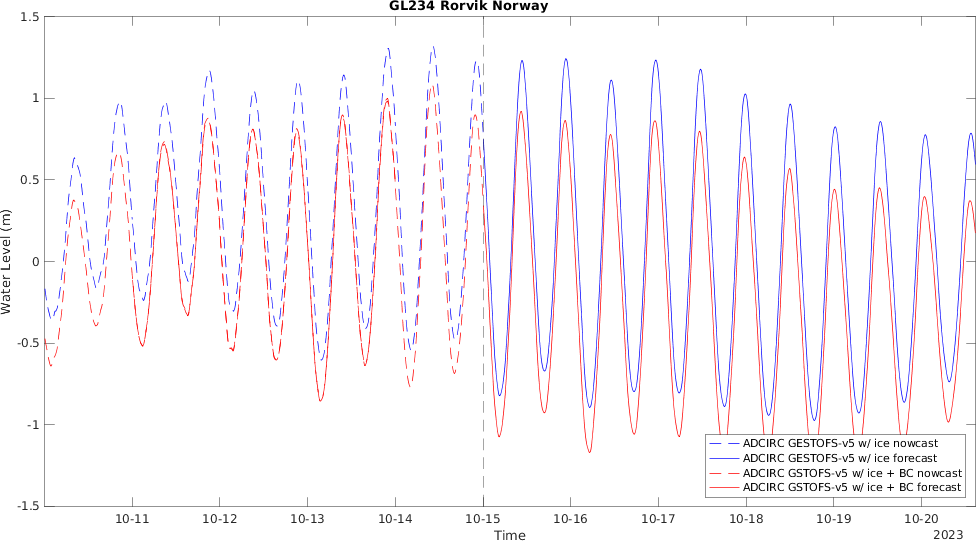 GL234 Rorvik Norway
1.5
1
0.5
0
-0.5
-1
-1.5
Water Level (m)
ADCIRC GESTOFS-v5 w/ ice nowcast
ADCIRC GESTOFS-v5 w/ ice forecast
ADCIRC GSTOFS-v5 w/ ice + BC nowcast
ADCIRC GSTOFS-v5 w/ ice + BC forecast
10-11 10-12 10-13 10-14 10-15 10-16 10-17 10-18 10-19 10-20
Time
2023